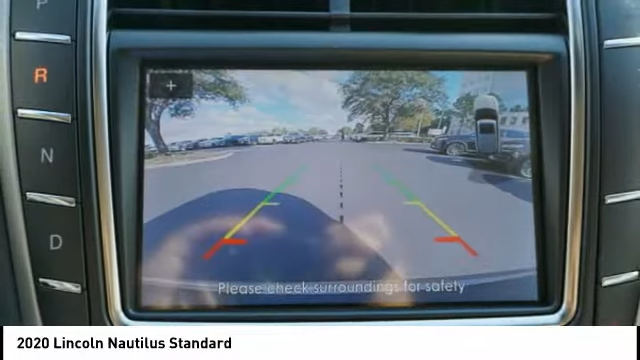 P
R
N
D
+
Please check surroundings for safety
2020 Lincoln Nautilus Standard